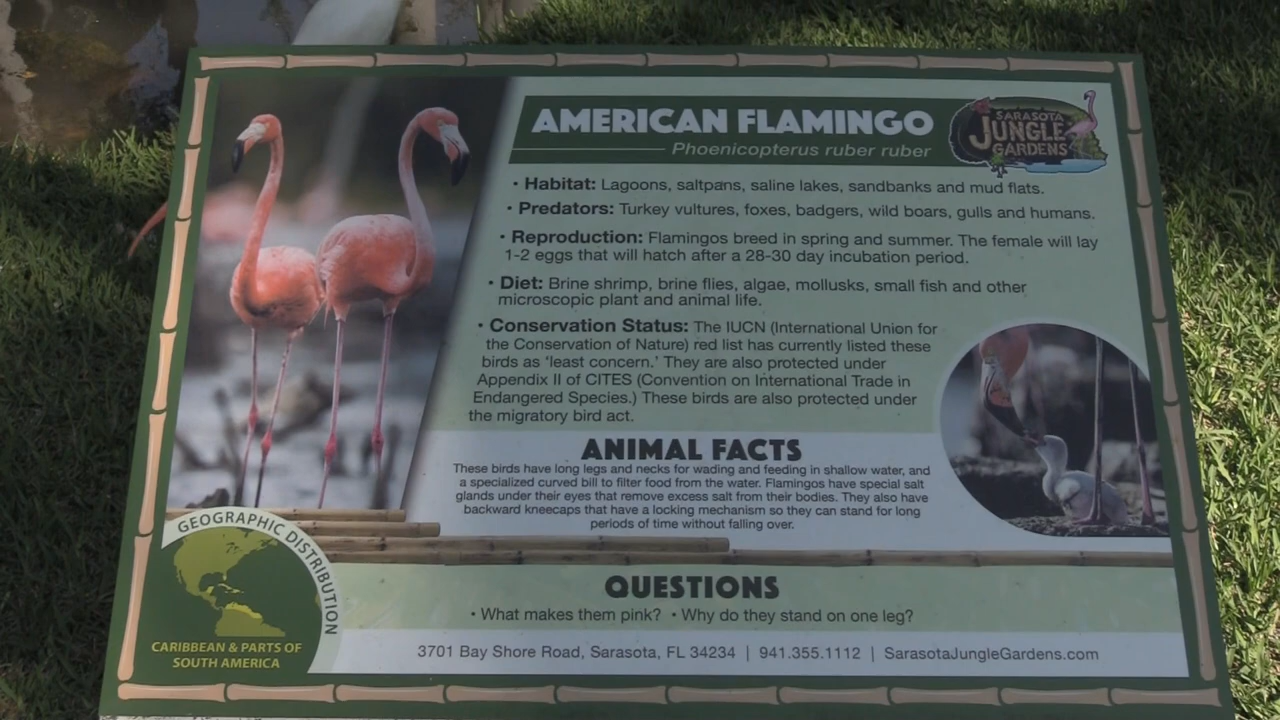 AMERICAN FLAMINGO
Phoenicopterus ruber ruber
SARASOTA
JUNGLE
GARDENS
• Habitat: Lagoons, saltpans, saline lakes, sandbanks and mud flats.
• Predators: Turkey vultures, foxes, badgers, wild boars, gulls and humans.
• Reproduction: Flamingos breed in spring and summer. The female will lay
1-2 eggs that will hatch after a 28-30 day incubation period.
• Diet: Brine shrimp, brine flies, algae, mollusks, small fish and other
microscopic plant and animal life.
• Conservation Status: The IUCN (International Union for
the Conservation of Nature) red list has currently listed these
birds as ‘least concern.’ They are also protected under
Appendix II of CITES (Convention on International Trade in
Endangered Species.) These birds are also protected under
the migratory bird act.
ANIMAL FACTS
These birds have long legs and necks for wading and feeding in shallow water, and
a specialized curved bill to filter food from the water. Flamingos have special salt
glands under their eyes that remove excess salt from their bodies. They also have
backward kneecaps that have a locking mechanism so they can stand for long
periods of time without falling over.
GEOGRAPHIC DISTRIBUTION
CARIBBEAN & PARTS OF
SOUTH AMERICA
QUESTIONS
• What makes them pink? • Why do they stand on one leg?
3701 Bay Shore Road, Sarasota, FL 34234 | 941.355.1112 | SarasotaJungleGardens.com